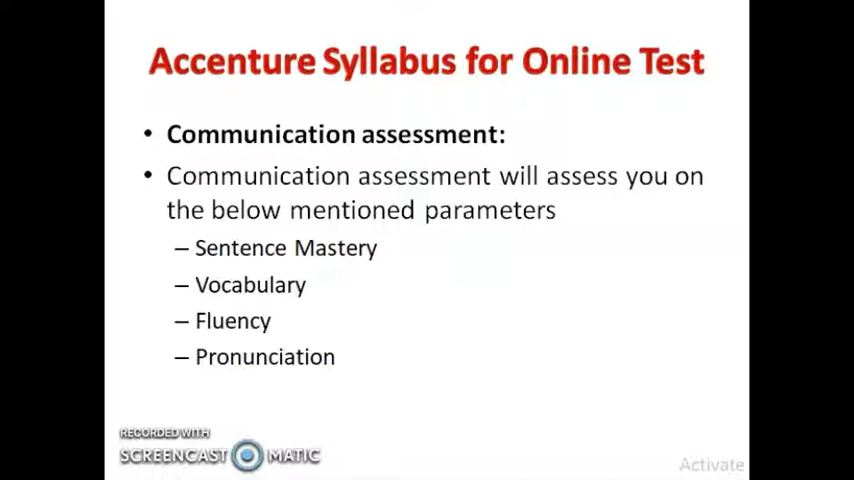 Accenture Syllabus for Online Test
• Communication assessment:
• Communication assessment will assess you on
the below mentioned parameters
– Sentence Mastery
– Vocabulary
– Fluency
– Pronunciation
RECORDED WITH
SCREENCAST MATIC
Activate